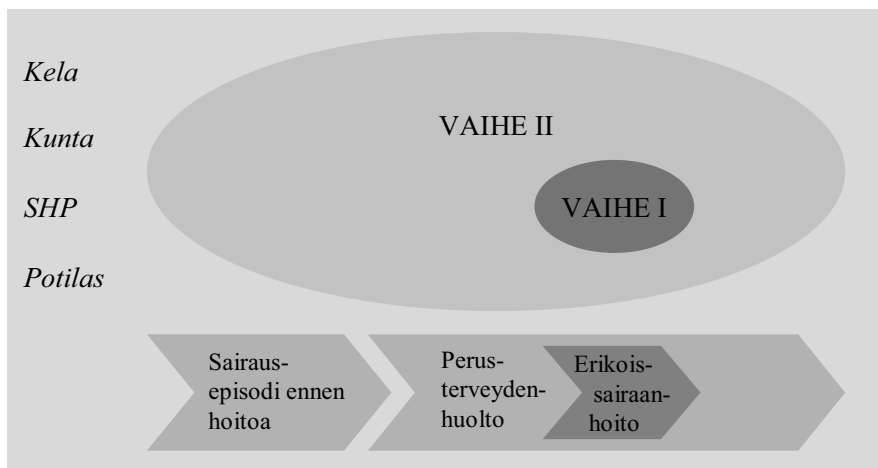 Kela
Kunta
SHP
Potilas
VAIHE II
VAIHE I
Sairaus-
episodi ennen
hoitoa
Perus-
terveyden-
huolto
Erikois-
sairaan-
hoito